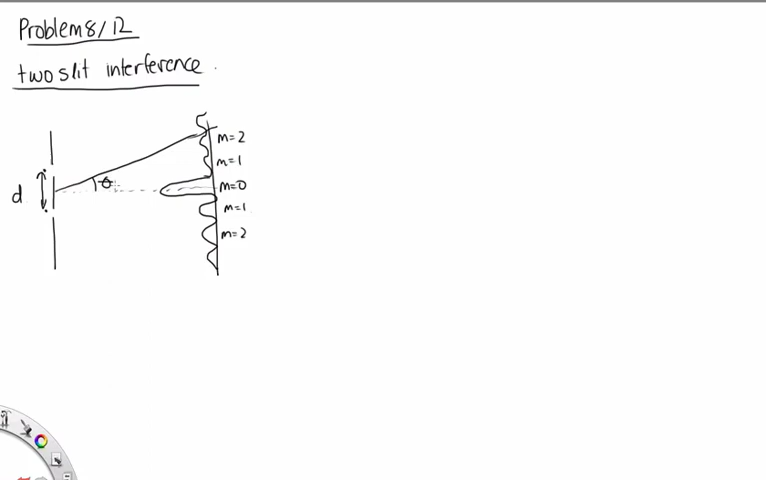 Problem 8/12
two slit interference.
m=2
m=1
θ
m=0
d
m=1
m=2